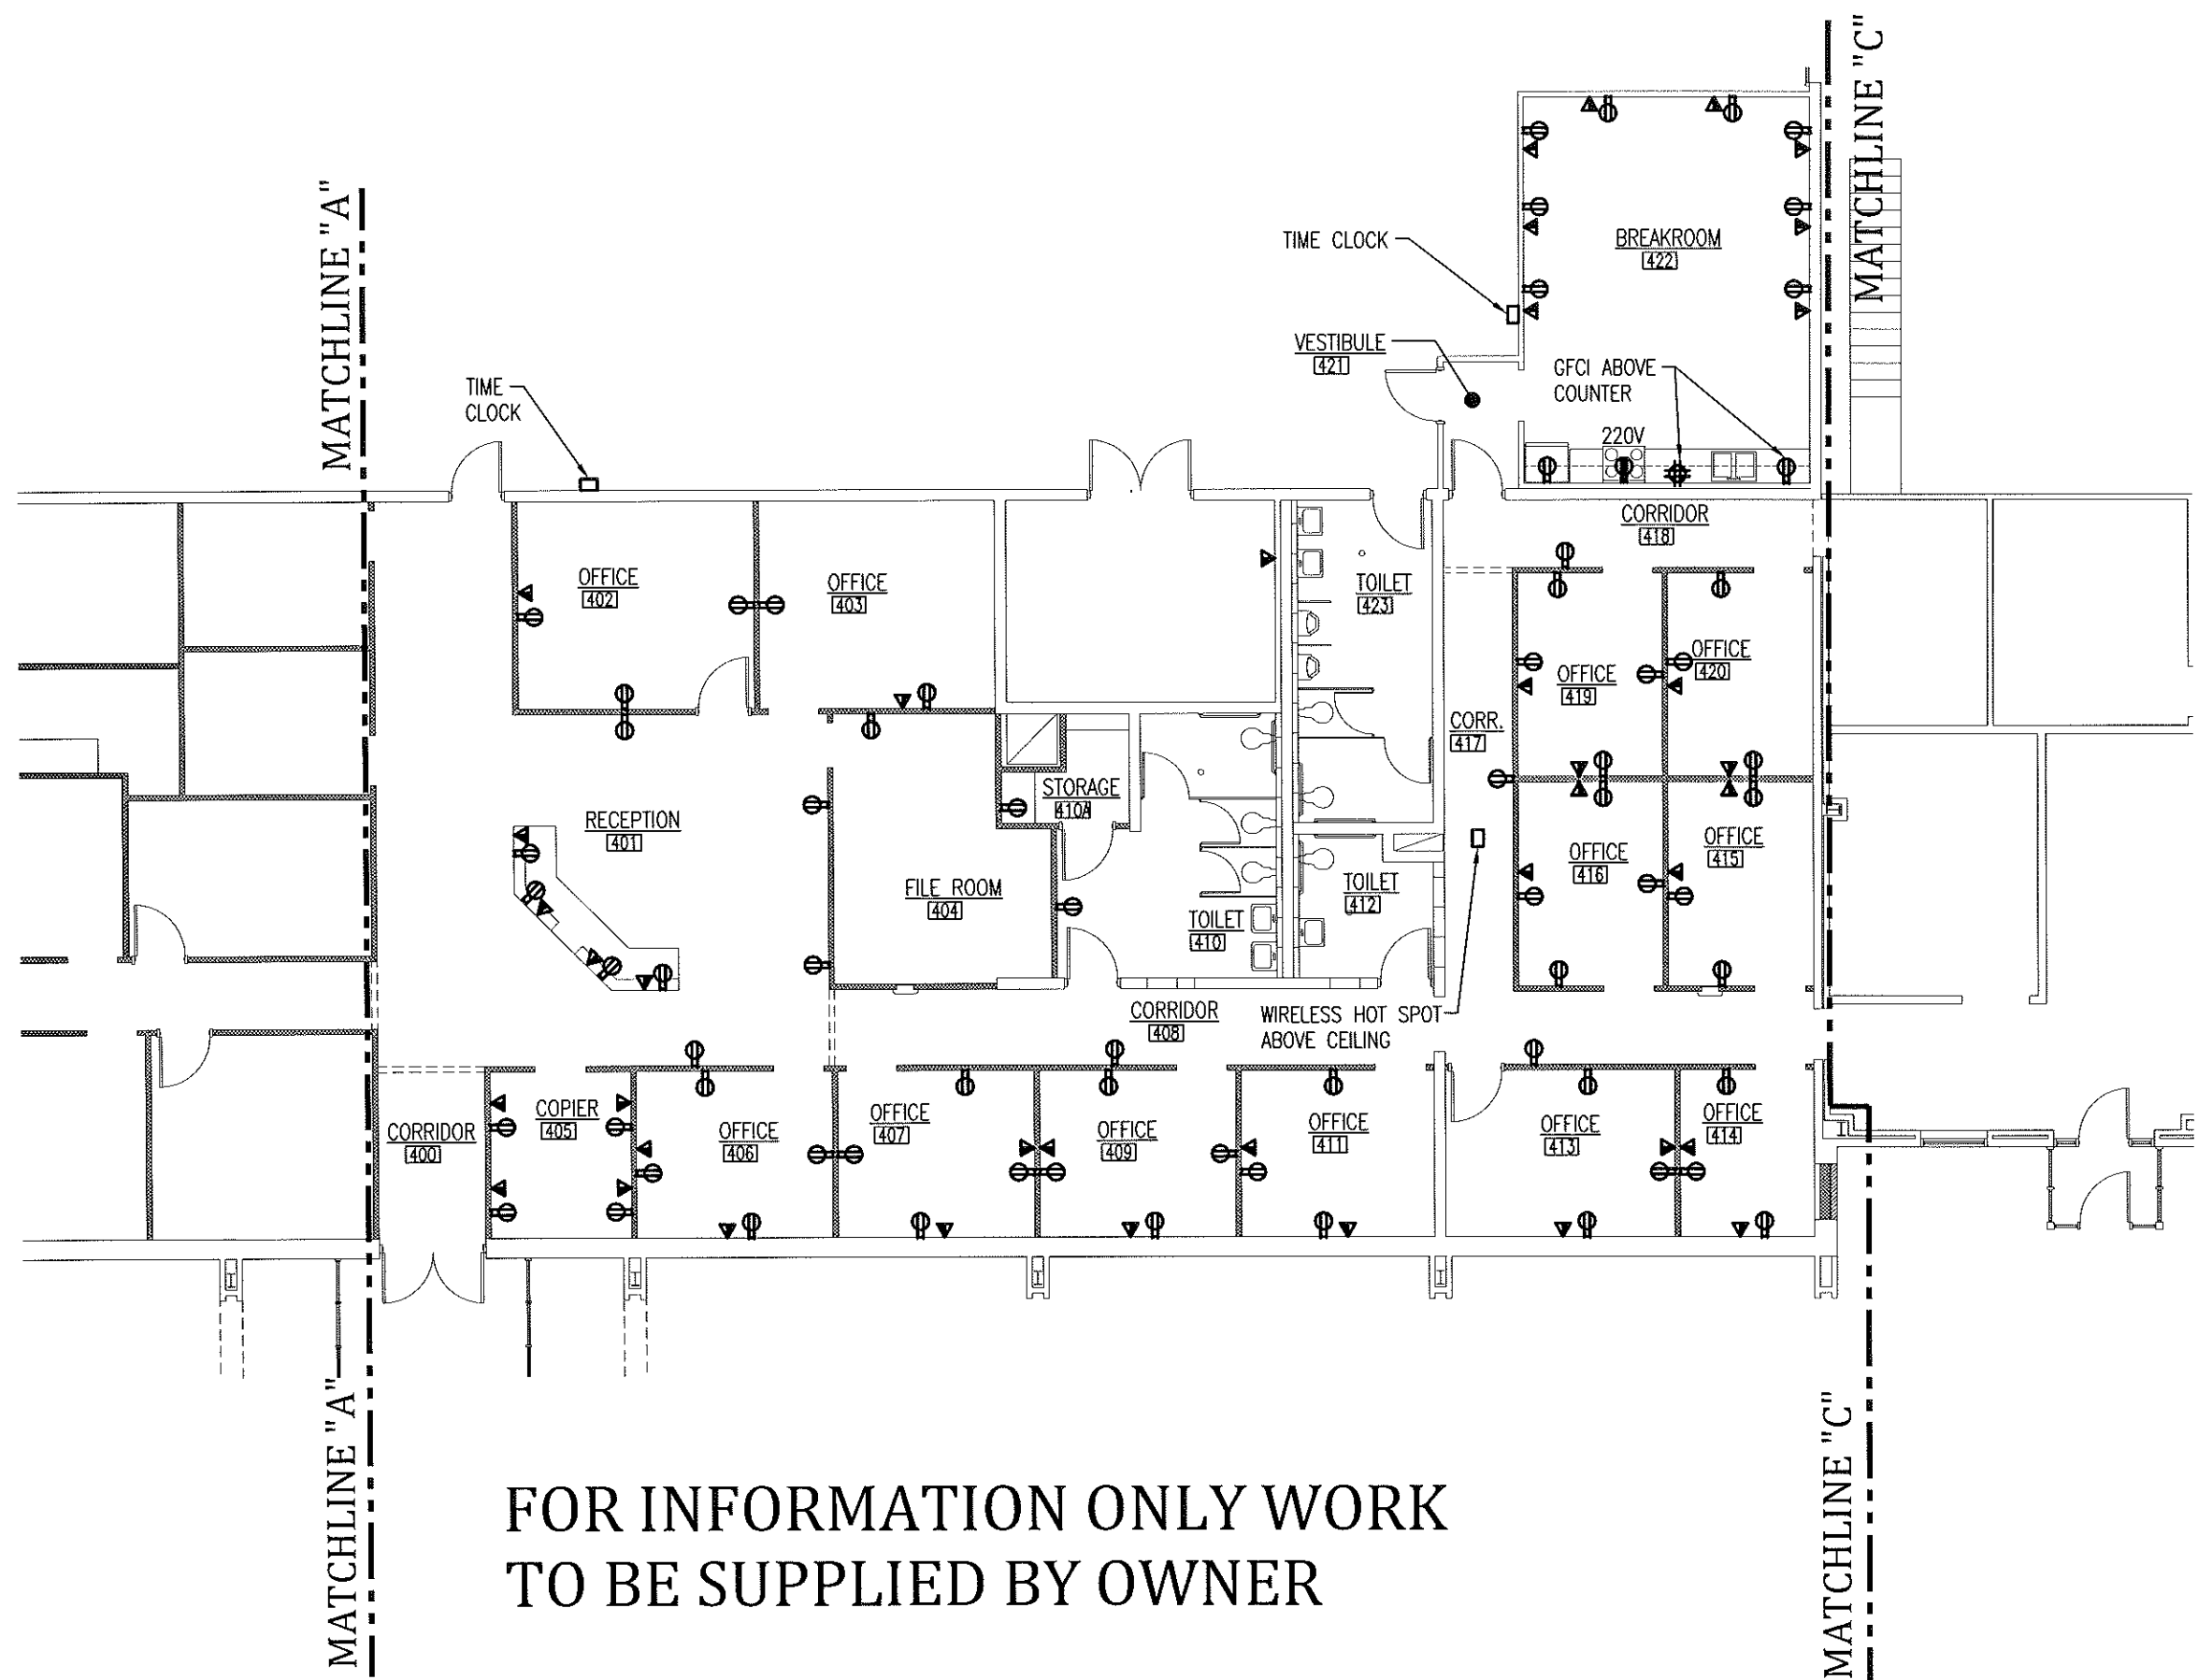 MATCHLINE "C"
MATCHLINE "A"
TIME CLOCK
BREAKROOM
422
VESTIBULE
421
GFCI ABOVE
COUNTER
TIME
CLOCK
220V
CORRIDOR
418
OFFICE
402
OFFICE
403
TOILET
423
OFFICE
419
OFFICE
420
CORR.
417
STORAGE
410A
RECEPTION
401
FILE ROOM
404
TOILET
410
TOILET
412
OFFICE
416
OFFICE
415
CORRIDOR
408
WIRELESS HOT SPOT
ABOVE CEILING
CORRIDOR
400
COPIER
405
OFFICE
406
OFFICE
407
OFFICE
409
OFFICE
411
OFFICE
413
OFFICE
414
MATCHLINE "A"
MATCHLINE "C"
FOR INFORMATION ONLY WORK
TO BE SUPPLIED BY OWNER